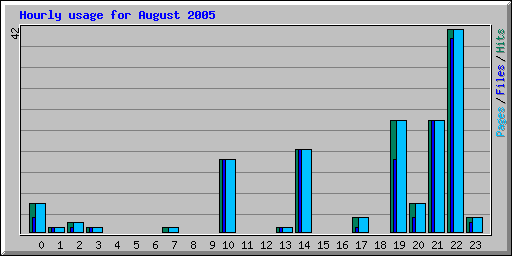 Hourly usage for August 2005
42
Pages/Files/Hits
0 1 2 3 4 5 6 7 8 9 10 11 12 13 14 15 16 17 18 19 20 21 22 23